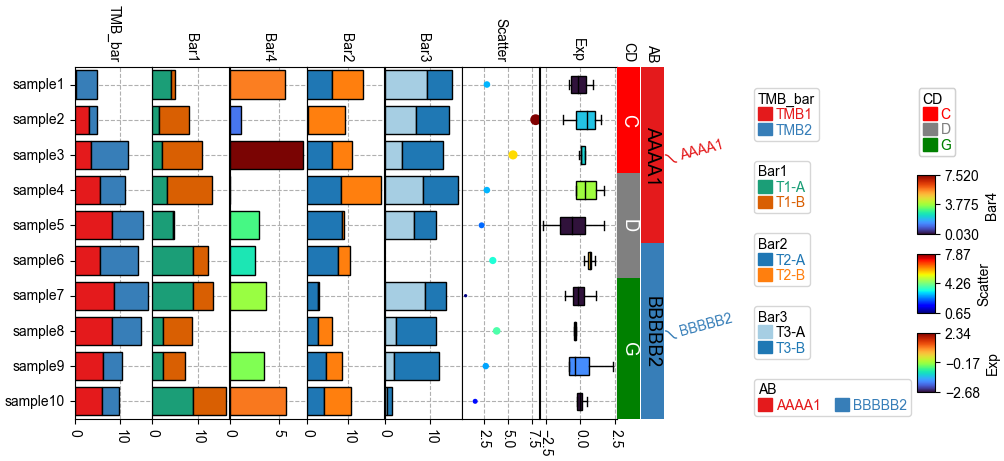 TMB_bar Bar1 Bar4 Bar2 Bar3 Scatter Exp CD AB
sample1
sample2
sample3
sample4
sample5
sample6
sample7
sample8
sample9
sample10
0 10 0 10 0 5 0 10 0 10 2.5 5.0 7.5 −2.5 0.0 2.5
C
D
G
AAAA1
BBBBB2
AAAA1
BBBBB2
TMB_bar
TMB1
TMB2
Bar1
T1-A
T1-B
Bar2
T2-A
T2-B
Bar3
T3-A
T3-B
AB
AAAA1 BBBBB2
CD
C
D
G
7.520
3.775
0.030
Bar4
7.87
4.26
0.65
Scatter
2.34
−0.17
−2.68
Exp